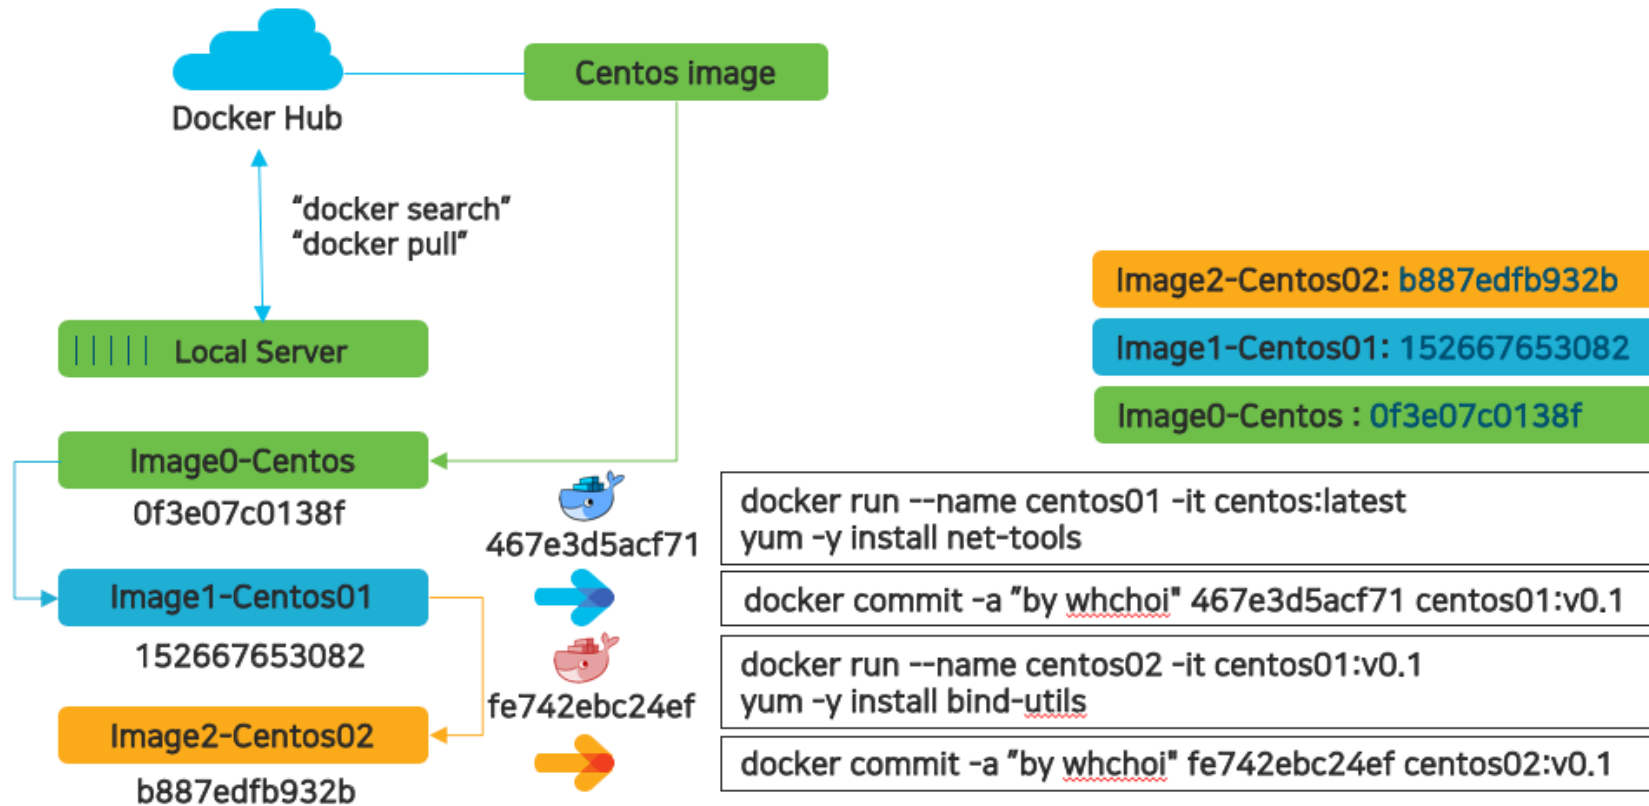 Centos image
Docker Hub
“docker search”
“docker pull”
Local Server
Image2-Centos02: b887edfb932b
Image1-Centos01: 152667653082
Image0-Centos : 0f3e07c0138f
Image0-Centos
0f3e07c0138f
467e3d5acf71
docker run --name centos01 -it centos:latest
yum -y install net-tools
Image1-Centos01
152667653082
docker commit -a ”by whchoi" 467e3d5acf71 centos01:v0.1
fe742ebc24ef
docker run --name centos02 -it centos01:v0.1
yum -y install bind-utils
Image2-Centos02
b887edfb932b
docker commit -a ”by whchoi" fe742ebc24ef centos02:v0.1